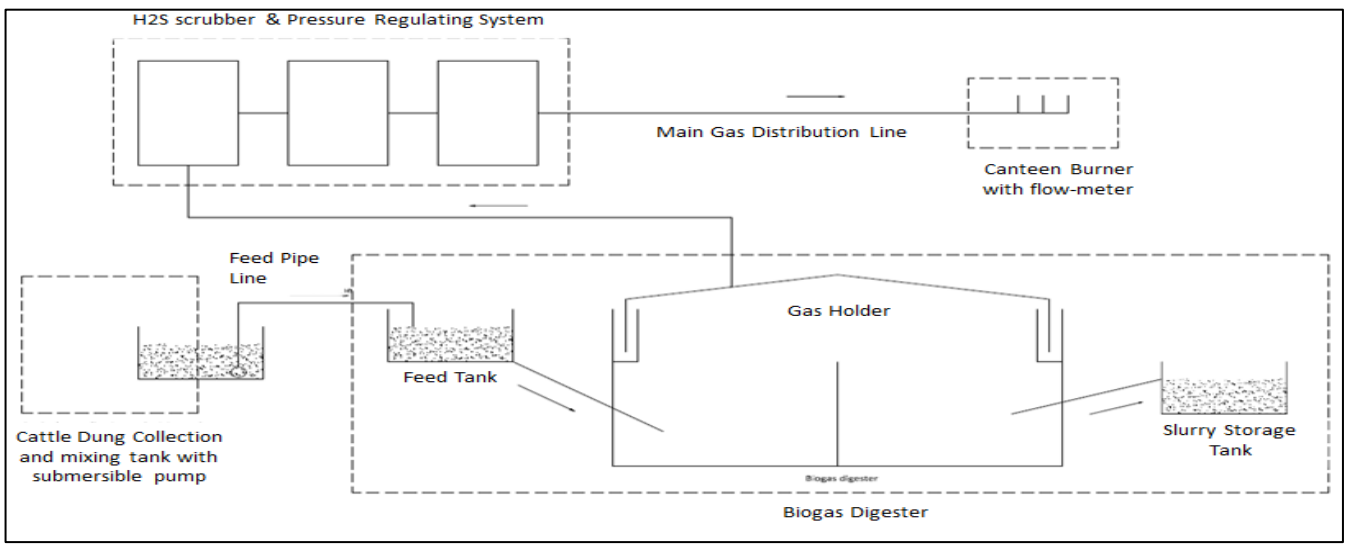 H2S scrubber & Pressure Regulating System
Main Gas Distribution Line
Canteen Burner
with flow-meter
Feed Pipe
Line
Gas Holder
Feed Tank
Cattle Dung Collection
and mixing tank with
submersible pump
Slurry Storage
Tank
Biogas digester
Biogas Digester